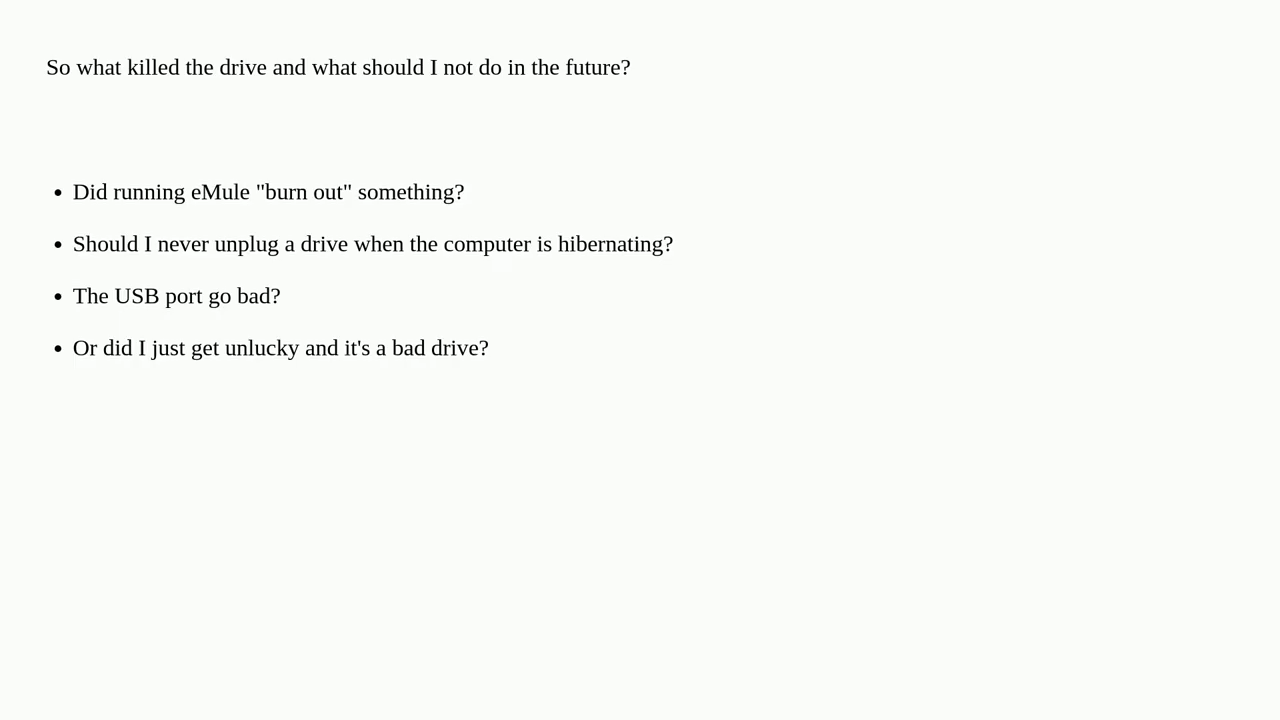 So what killed the drive and what should I not do in the future?
• Did running eMule "burn out" something?
• Should I never unplug a drive when the computer is hibernating?
• The USB port go bad?
• Or did I just get unlucky and it's a bad drive?